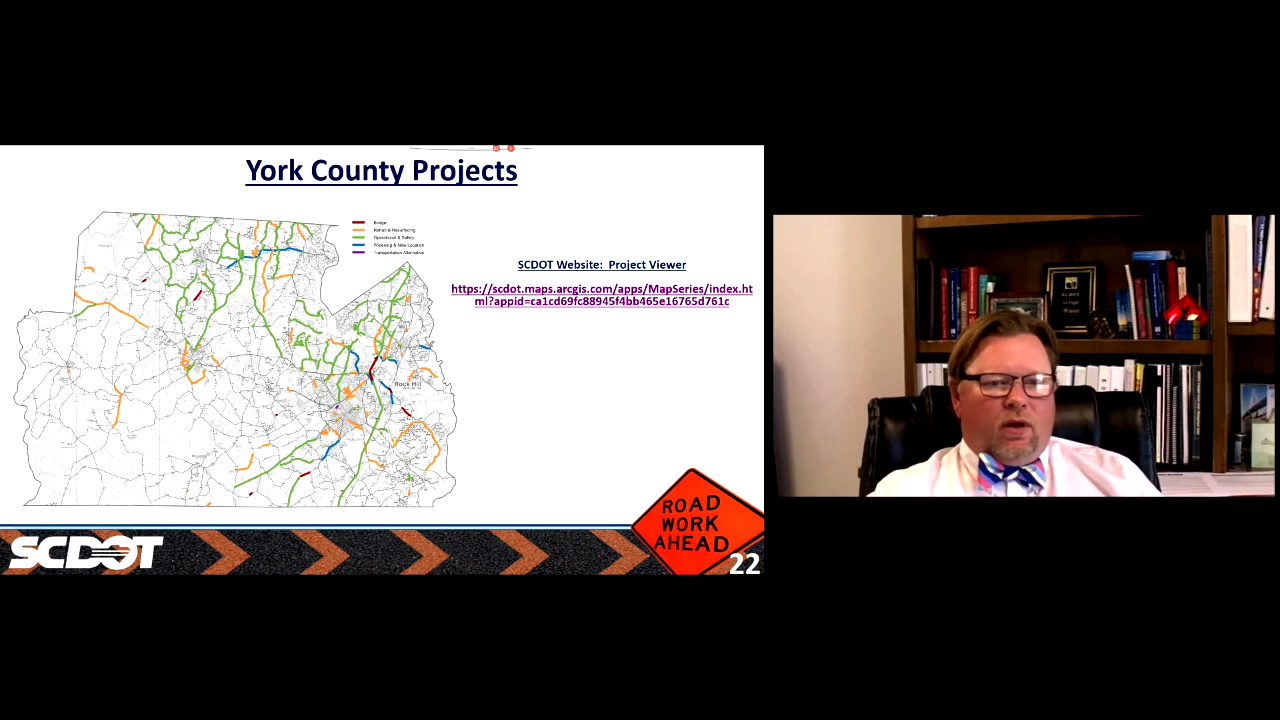 York County Projects
Bridge
Rehab & Resurfacing
Operational & Safety
Widening & New Location
Transportation Alternative
SCDOT Website: Project Viewer
https://scdot.maps.arcgis.com/apps/MapSeries/index.ht
ml?appid=ca1cd69fc88945f4bb465e16765d761c
Rock Hill
ROAD
WORK
AHEAD
SCDOT
22